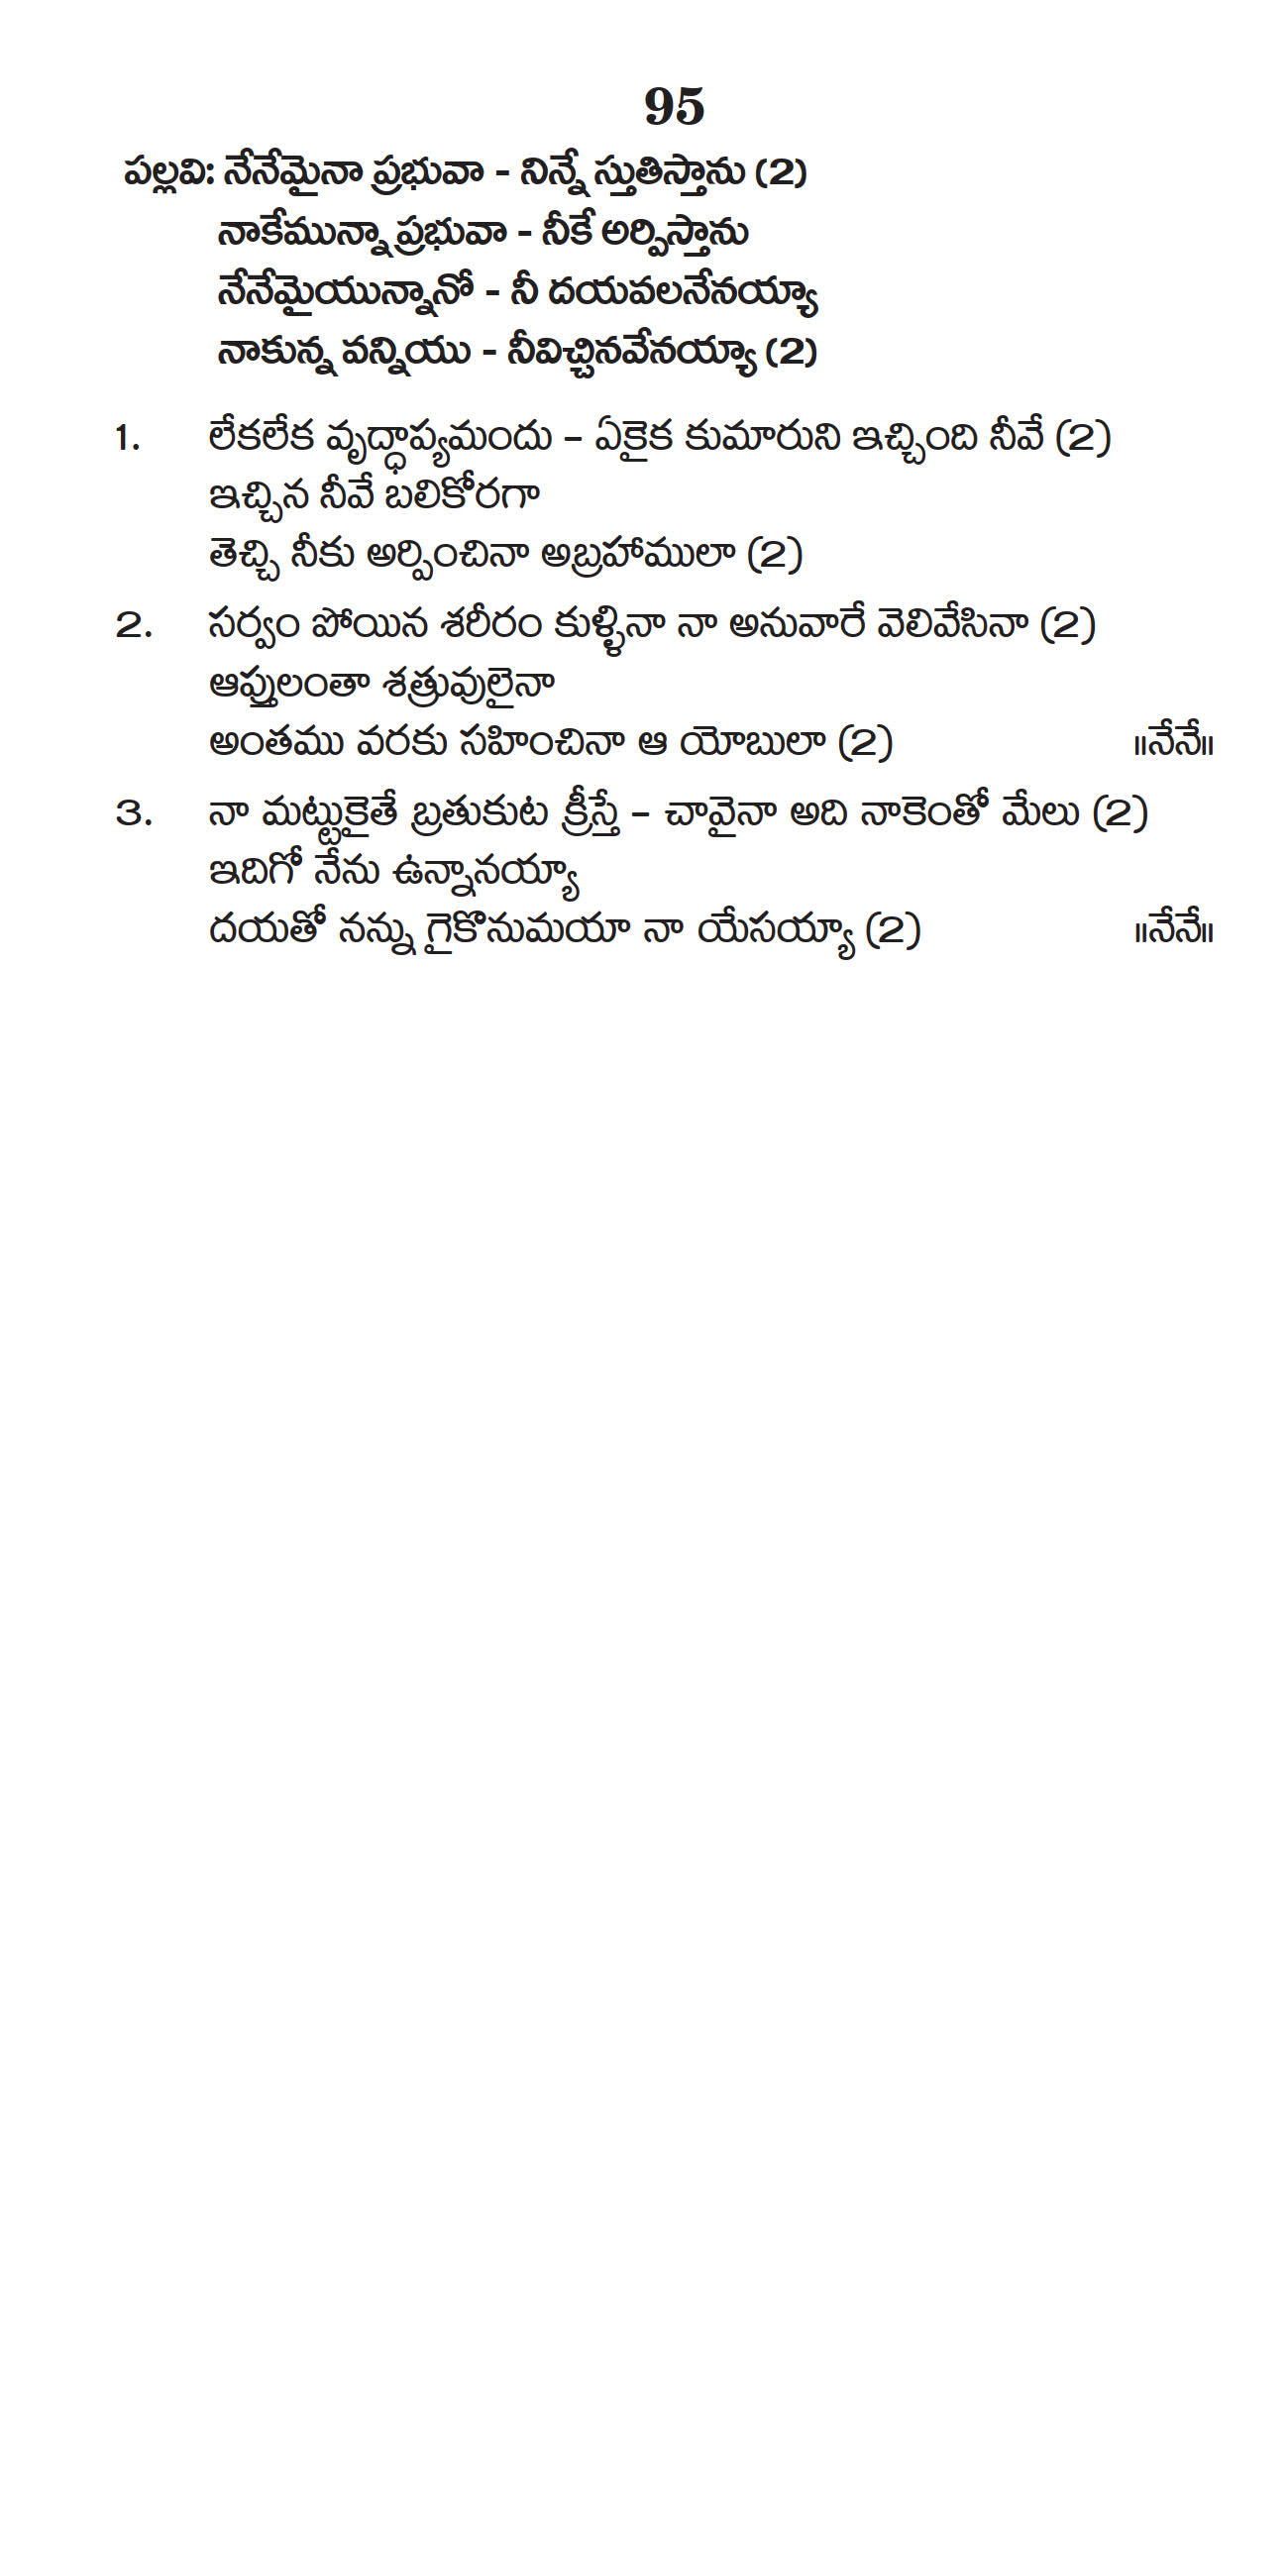 95
పల్లవి: నేనేమైనా ప్రభువా - నిన్నే స్తుతిస్తాను (2)
నాకేమున్నా ప్రభువా - నీకే అర్పిస్తాను
నేనేమైయున్నానో - నీ దయవలనేనయ్యా
నాకున్న వన్నియు - నీవిచ్చినవేనయ్యా (2)
1. లేకలేక వృద్ధాప్యమందు – ఏకైక కుమారుని ఇచ్చింది నీవే (2)
ఇచ్చిన నీవే బలికోరగా
తెచ్చి నీకు అర్పించినా అబ్రహాములా (2)
2. సర్వం పోయిన శరీరం కుళ్ళినా నా అనువారే వెలివేసినా (2)
ఆప్తులంతా శత్రువులైనా
అంతము వరకు సహించినా ఆ యోబులా (2) ॥నేనే॥
3. నా మట్టుకైతే బ్రతుకుట క్రీస్తే – చావైనా అది నాకెంతో మేలు (2)
ఇదిగో నేను ఉన్నానయ్యా
దయతో నన్ను గైకొనుమయా నా యేసయ్యా (2) ॥నేనే॥